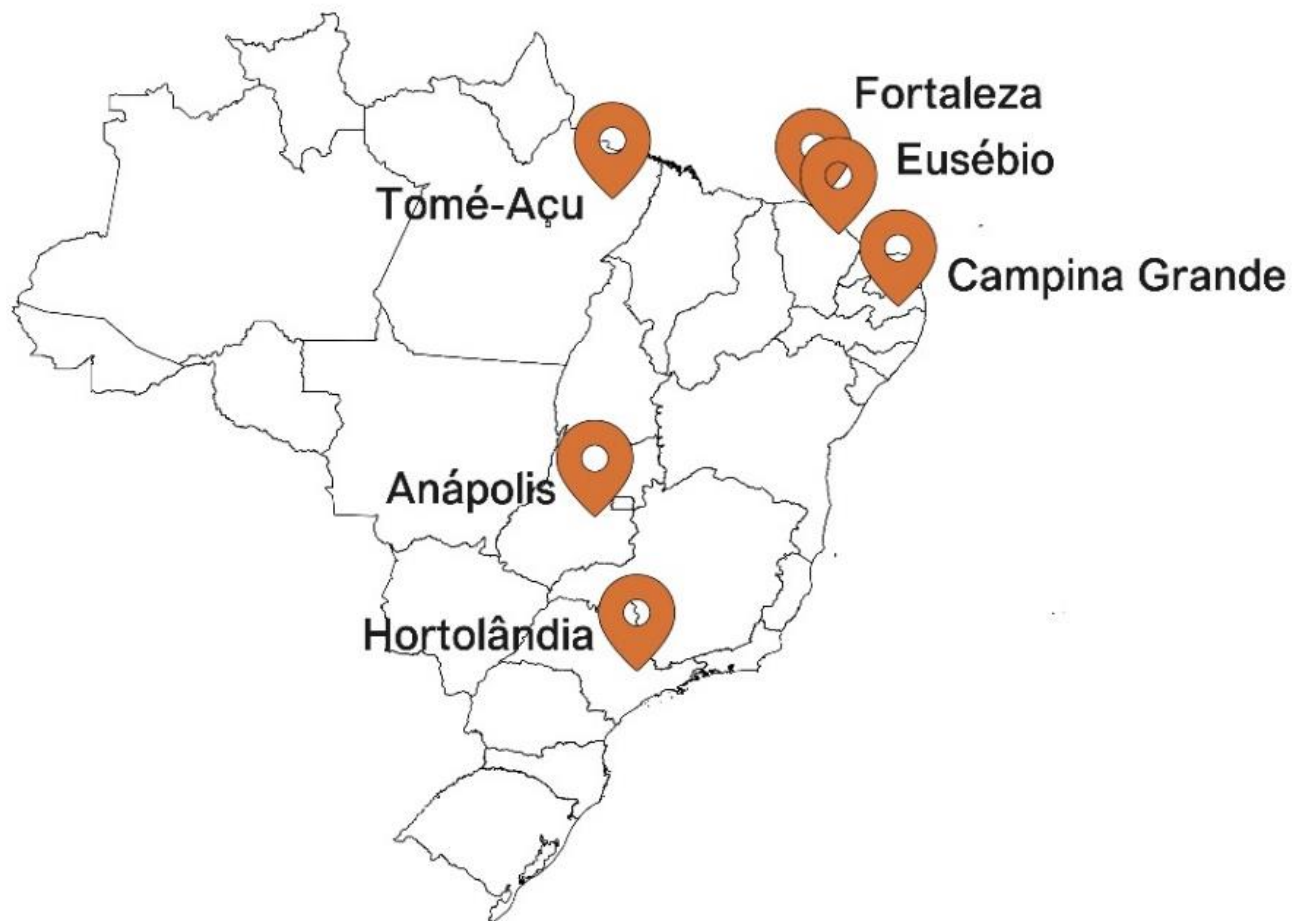 Fortaleza
Eusébio
Tomé-Açu
Campina Grande
Anápolis
Hortolândia